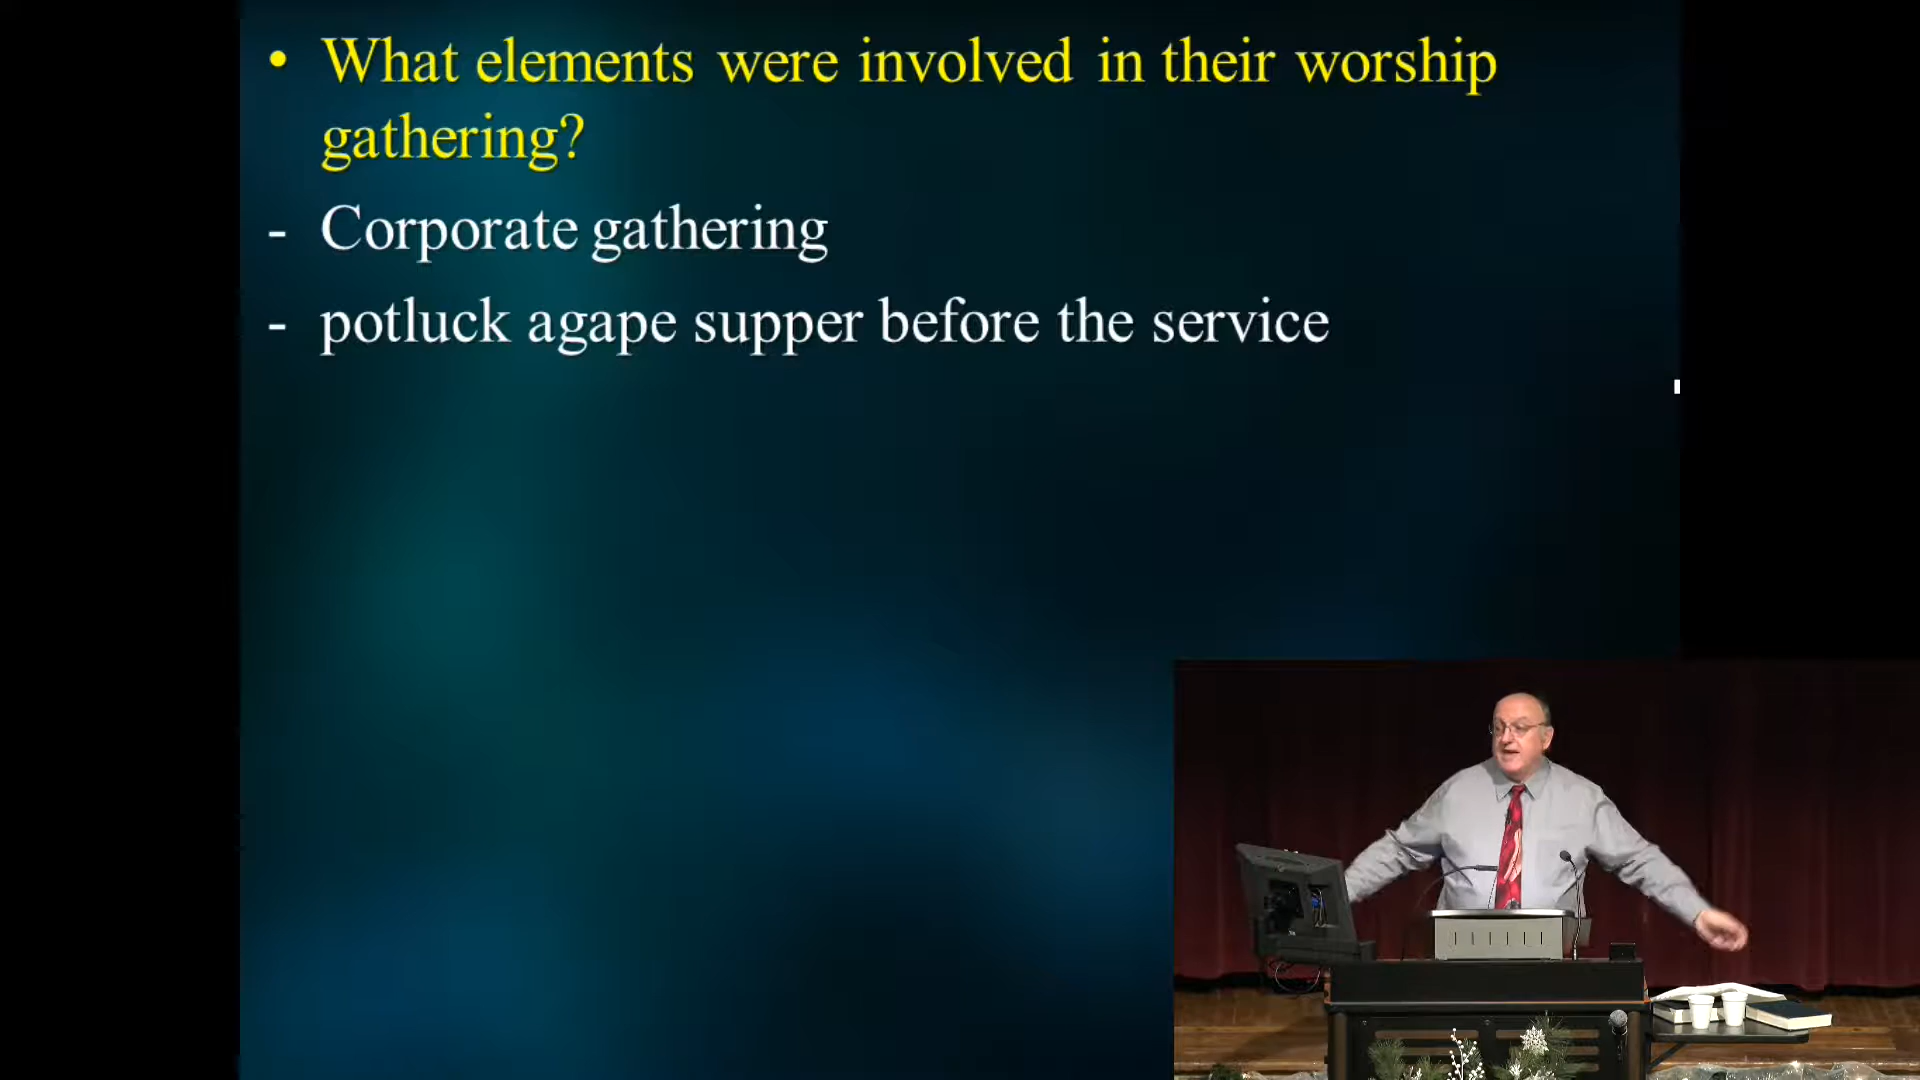 • What elements were involved in their worship
gathering?
- Corporate gathering
- potluck agape supper before the service